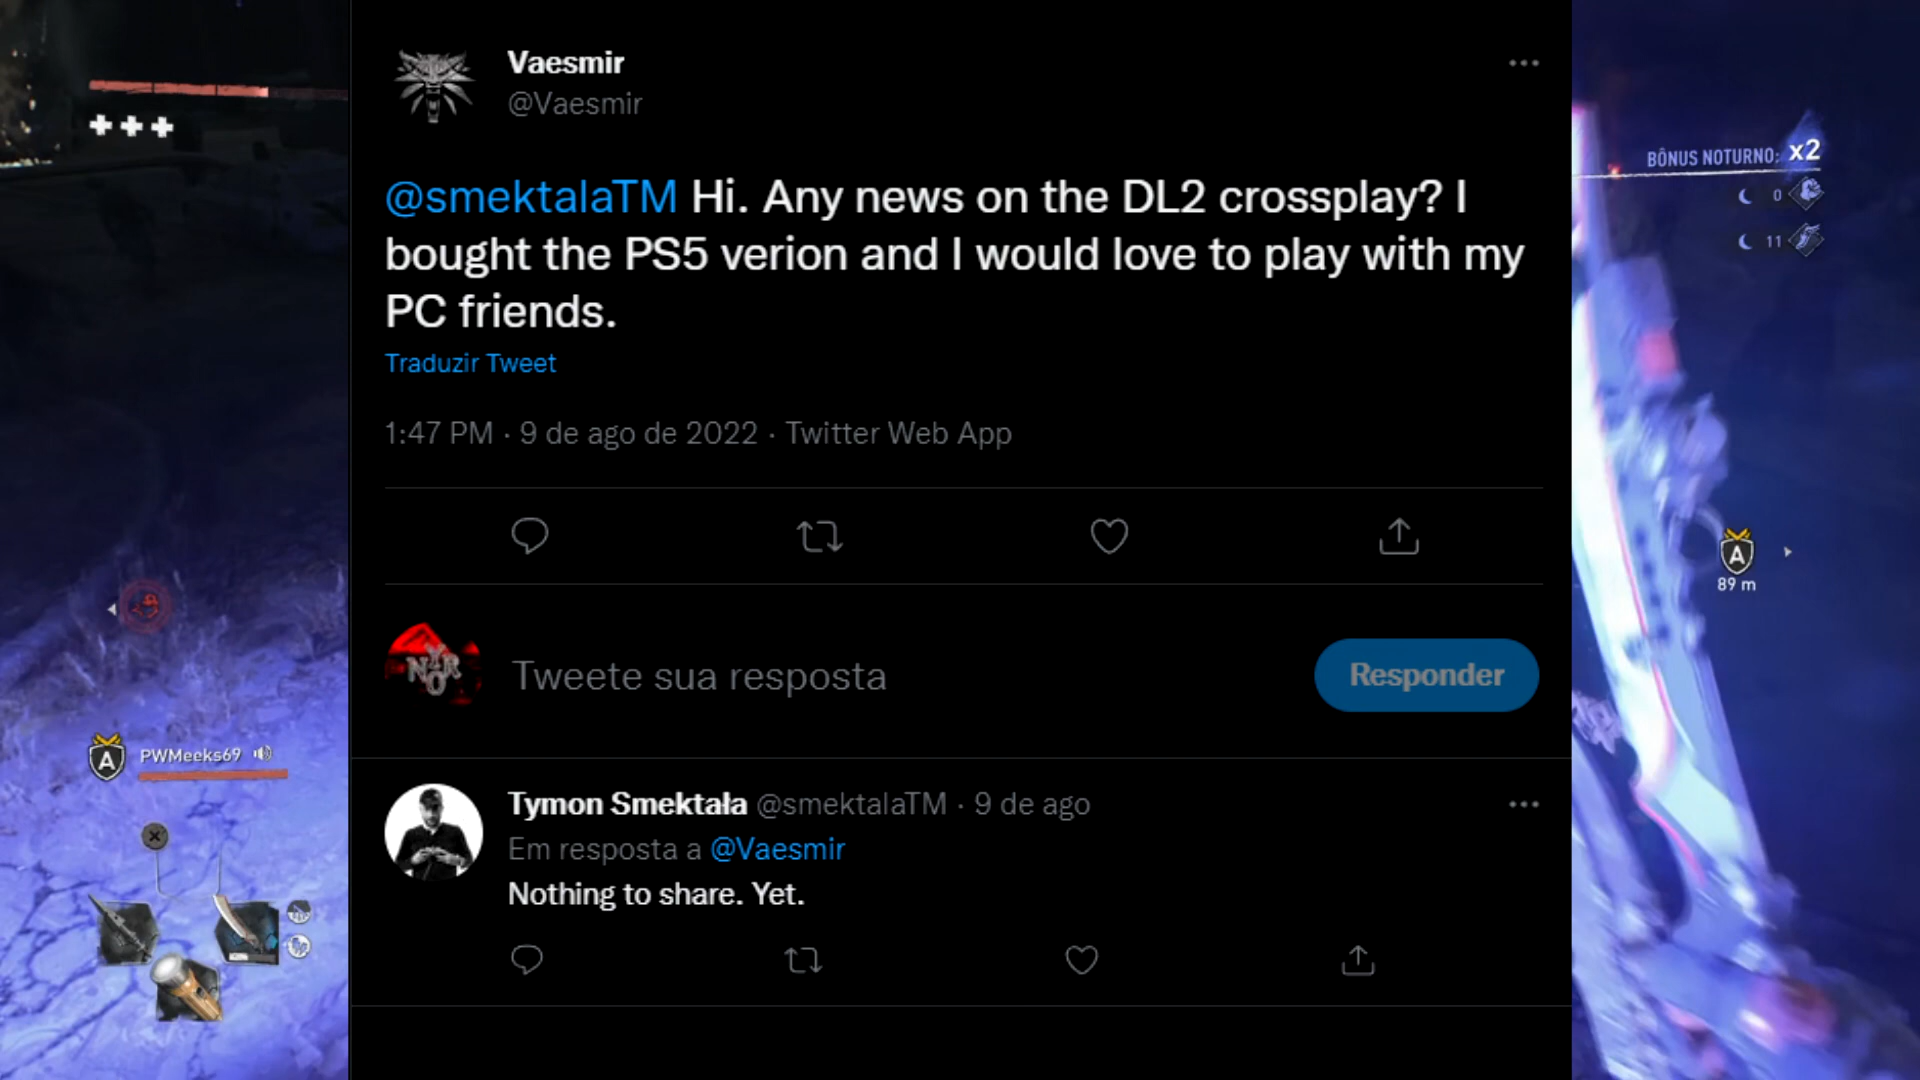 Vaesmir
@Vaesmir
@smektalaTM Hi. Any news on the DL2 crossplay? I
bought the PS5 verion and I would love to play with my
PC friends.
Traduzir Tweet
1:47 PM · 9 de ago de 2022 · Twitter Web App
NYRO
Tweete sua resposta
Responder
Tymon Smektała @smektalaTM · 9 de ago
Em resposta a @Vaesmir
Nothing to share. Yet.
BÔNUS NOTURNO: x2
0
11
A
89 m
A PWMeeks69